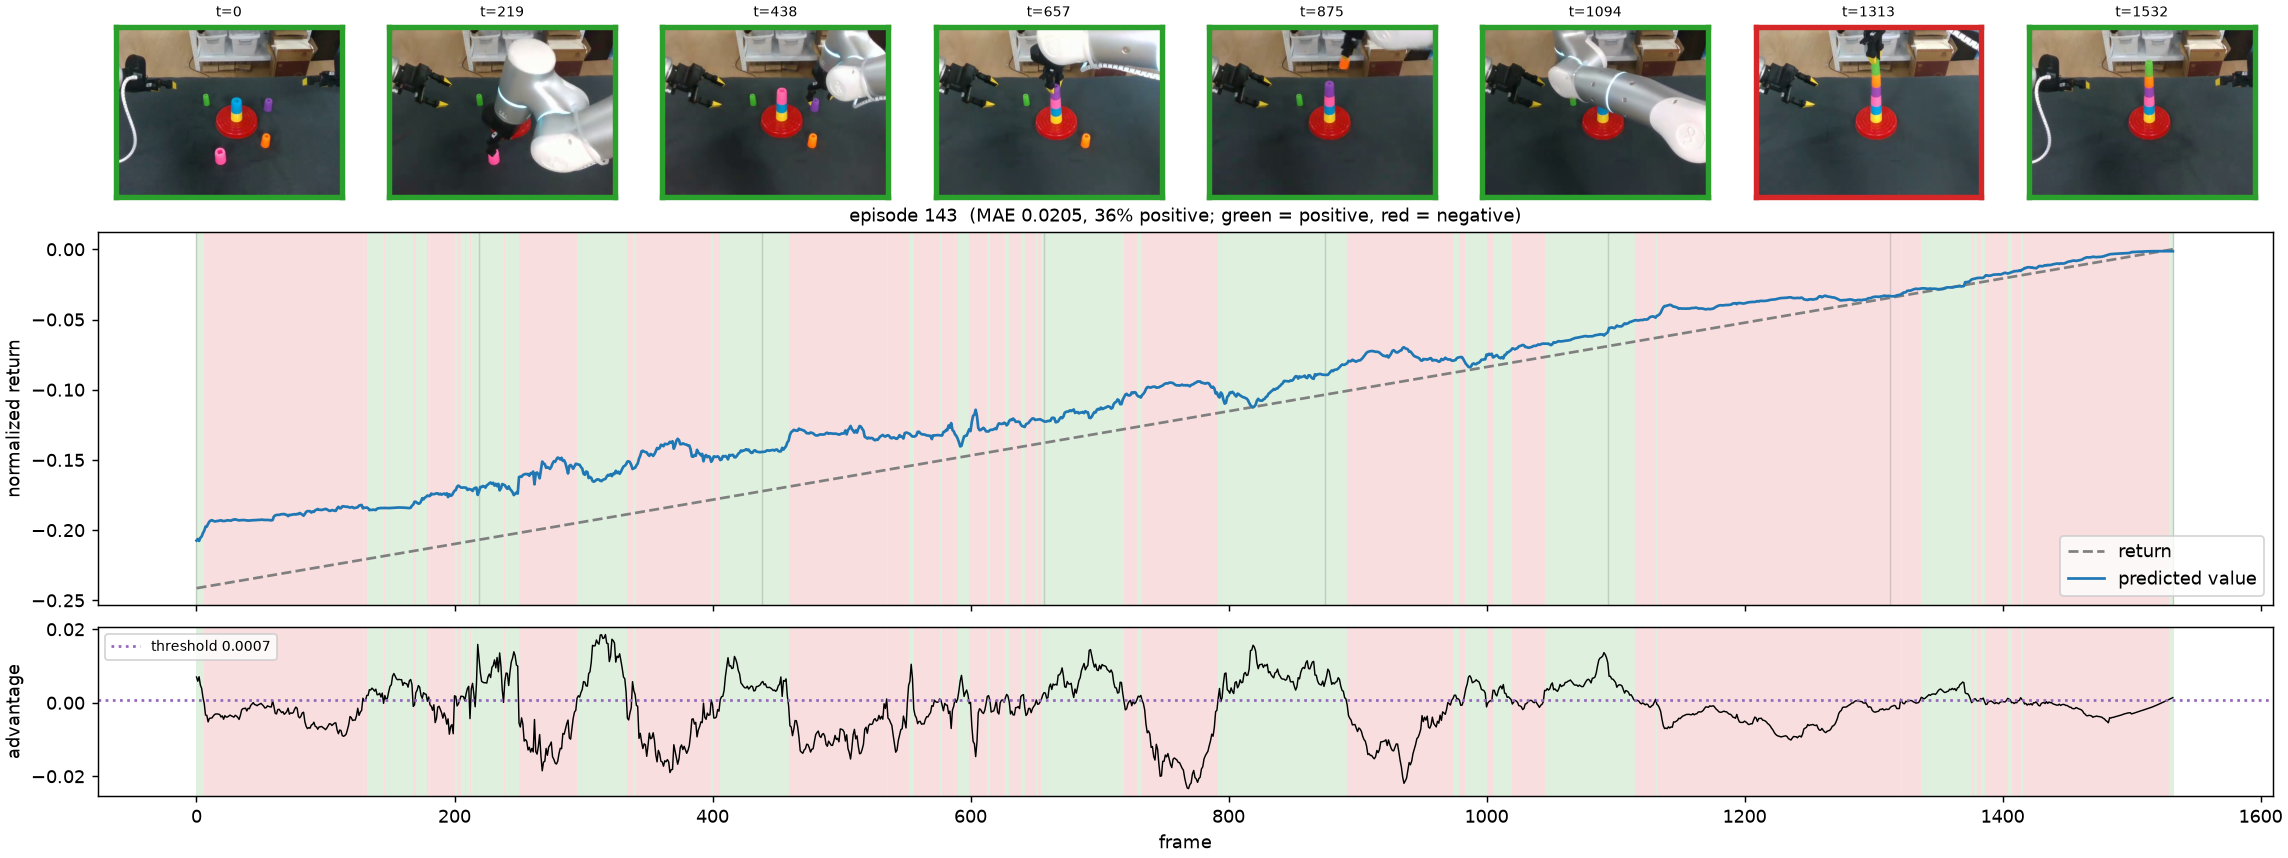 t=0 t=219 t=438 t=657 t=875 t=1094 t=1313 t=1532
episode 143  (MAE 0.0205, 36% positive; green = positive, red = negative)
normalized return
0.00
−0.05
−0.10
−0.15
−0.20
−0.25
return
predicted value
advantage
0.02
0.00
−0.02
threshold 0.0007
0 200 400 600 800 1000 1200 1400 1600
frame